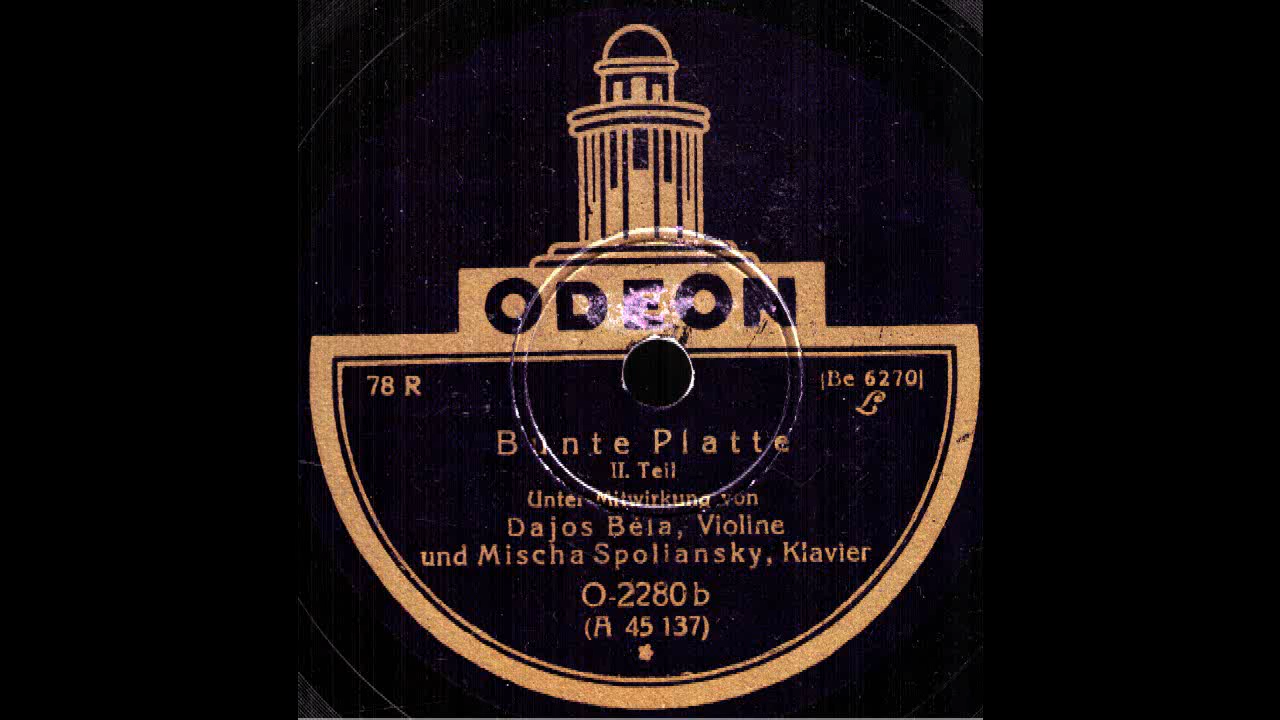 ODEON
78 R
(Be 6270)
L
Bunte Platte
II. Teil
Unter Mitwirkung von
Dajos Béla, Violine
und Mischa Spoliansky, Klavier
O-2280 b
(A 45 137)